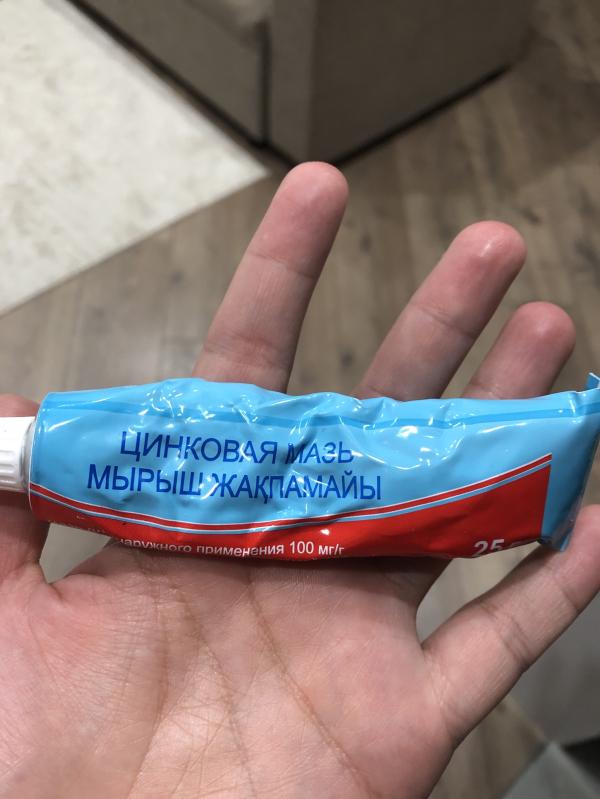 ЦИНКОВАЯ МАЗЬ
МЫРЫШ ЖАҚПАМАЙЫ
наружного применения 100 мг/г
25